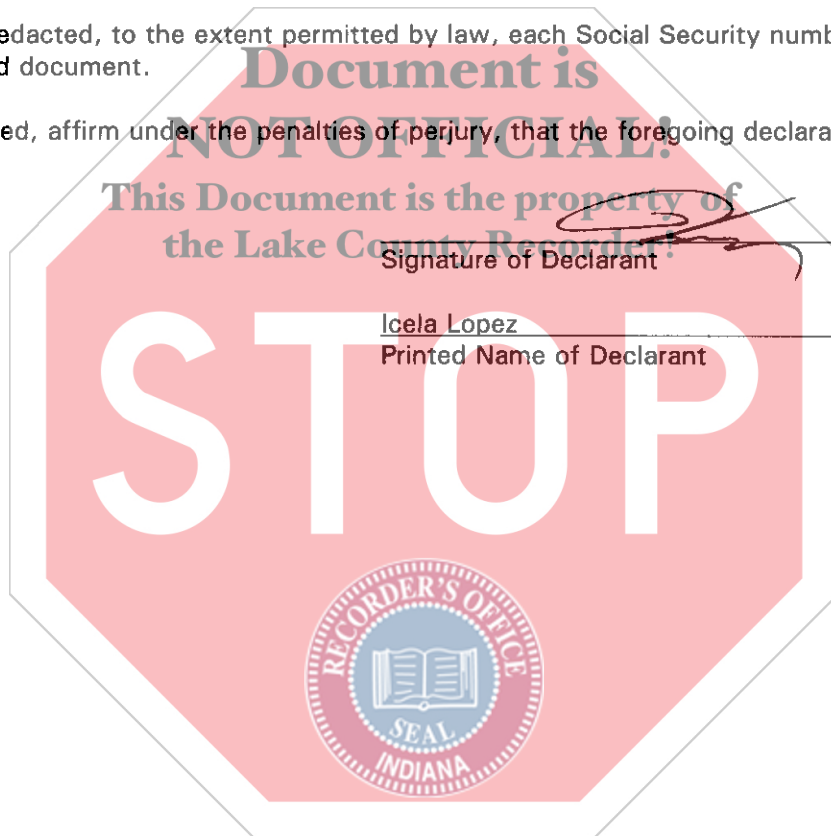 edacted, to the extent permitted by law, each Social Security numb
d document.
Document is
ed, affirm under the penalties of perjury, that the foregoing declara
NOT OFFICIAL!
This Document is the property of
the Lake County Recorder!
Signature of Declarant
Icela Lopez
Printed Name of Declarant
STOP
RECORDER'S OFFICE
SEAL
INDIANA